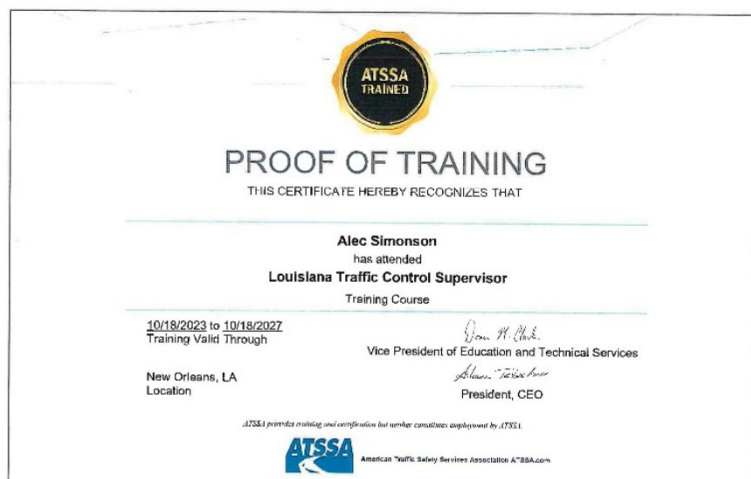 ATSSA
TRAINED
PROOF OF TRAINING
THIS CERTIFICATE HEREBY RECOGNIZES THAT
Alec Simonson
has attended
Louisiana Traffic Control Supervisor
Training Course
10/18/2023 to 10/18/2027
Training Valid Through
Vice President of Education and Technical Services
New Orleans, LA
Location
President, CEO
ATSSA provides training and certification but neither constitutes employment by ATSSA.
ATSSA
American Traffic Safety Services Association ATSSA.com